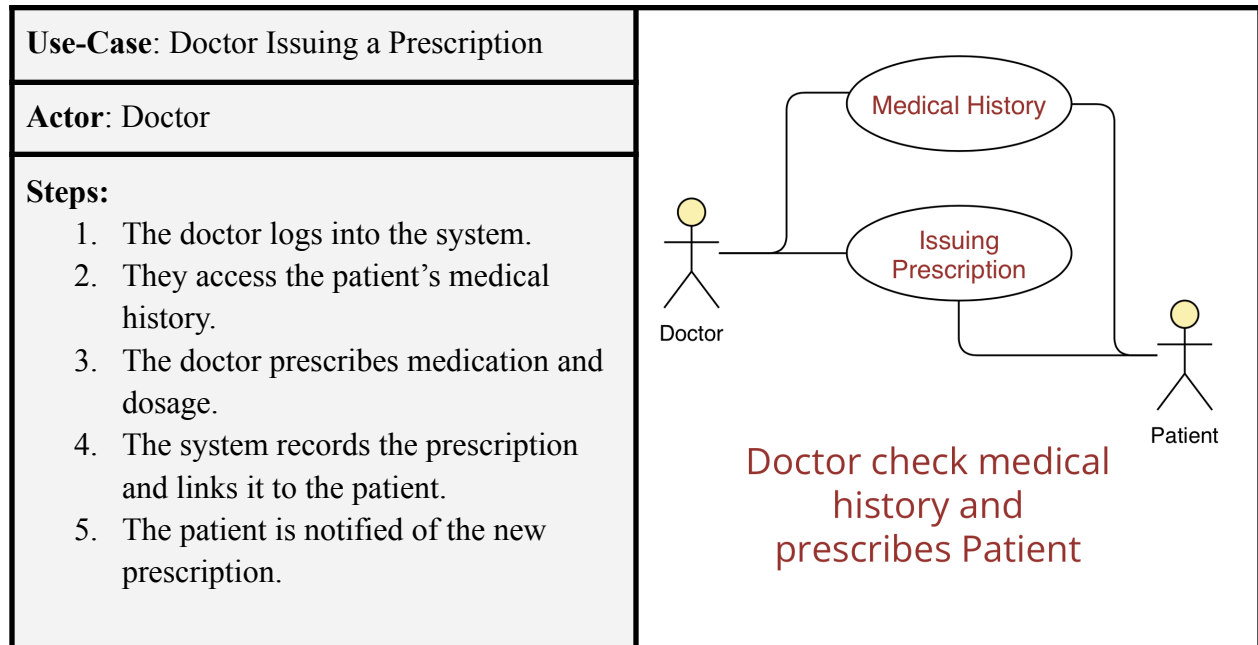 Use-Case: Doctor Issuing a Prescription
Actor: Doctor
Steps:
1. The doctor logs into the system.
2. They access the patient’s medical
history.
3. The doctor prescribes medication and
dosage.
4. The system records the prescription
and links it to the patient.
5. The patient is notified of the new
prescription.
Medical History
Issuing
Prescription
Doctor
Patient
Doctor check medical
history and
prescribes Patient